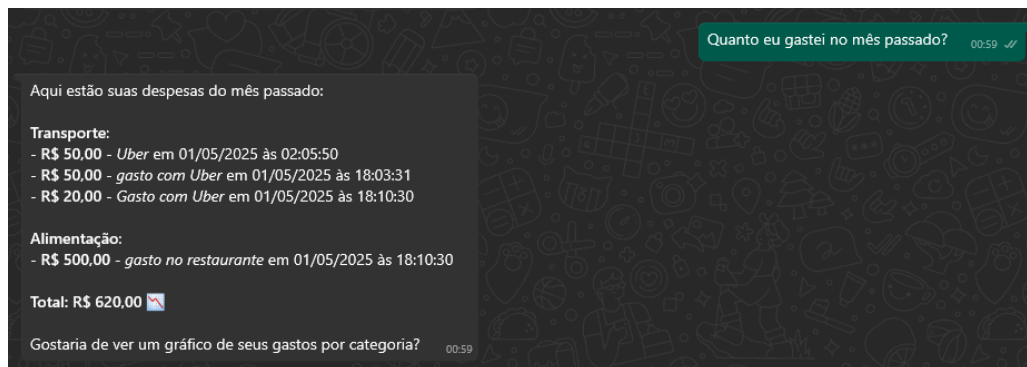 Quanto eu gastei no mês passado?
00:59
Aqui estão suas despesas do mês passado:
Transporte:
- R$ 50,00 - Uber em 01/05/2025 às 02:05:50
- R$ 50,00 - gasto com Uber em 01/05/2025 às 18:03:31
- R$ 20,00 - Gasto com Uber em 01/05/2025 às 18:10:30
Alimentação:
- R$ 500,00 - gasto no restaurante em 01/05/2025 às 18:10:30
Total: R$ 620,00 📉
Gostaria de ver um gráfico de seus gastos por categoria?
00:59